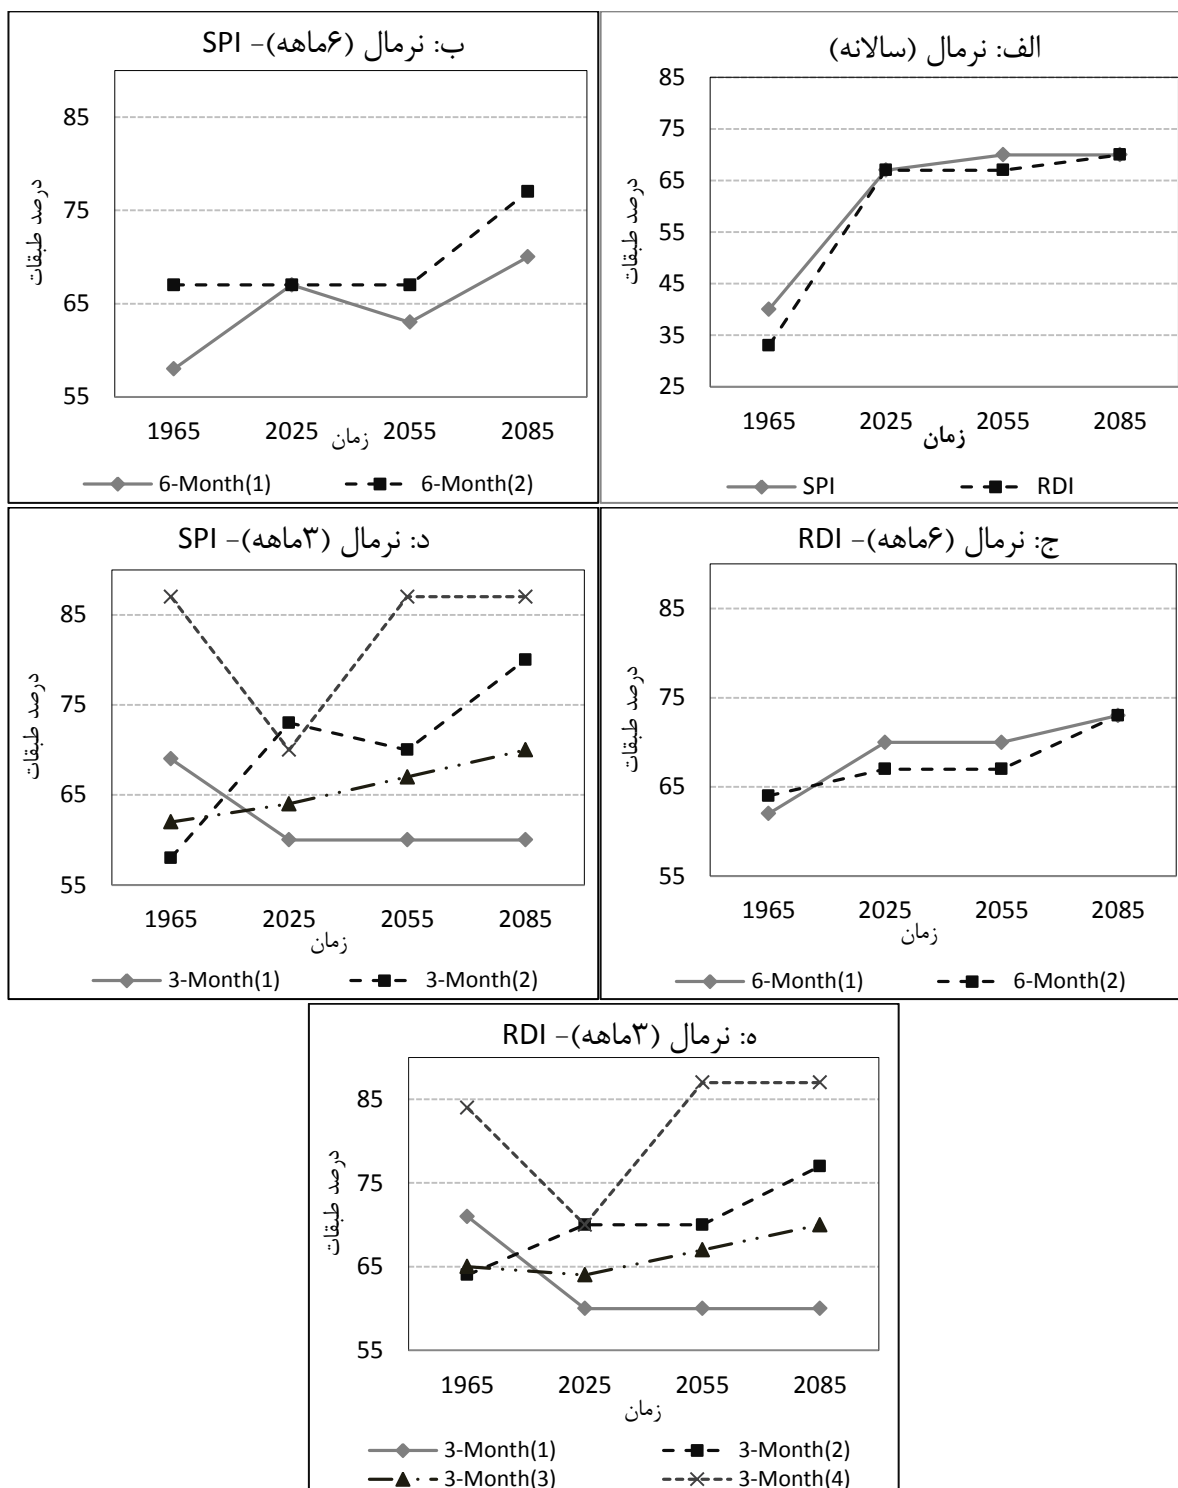 الف: نرمال (سالانه)
85
75
65
55
45
35
25
درصد طبقات
1965 2025 2055 2085
زمان
SPI RDI
ب: نرمال (۶ماهه)- SPI
85
75
65
55
درصد طبقات
1965 2025 2055 2085
زمان
6-Month(1) 6-Month(2)
ج: نرمال (۶ماهه)- RDI
85
75
65
55
درصد طبقات
1965 2025 2055 2085
زمان
6-Month(1) 6-Month(2)
د: نرمال (۳ماهه)- SPI
85
75
65
55
درصد طبقات
1965 2025 2055 2085
زمان
3-Month(1) 3-Month(2)
ه: نرمال (۳ماهه)- RDI
85
75
65
55
درصد طبقات
1965 2025 2055 2085
زمان
3-Month(1) 3-Month(2)
3-Month(3) 3-Month(4)